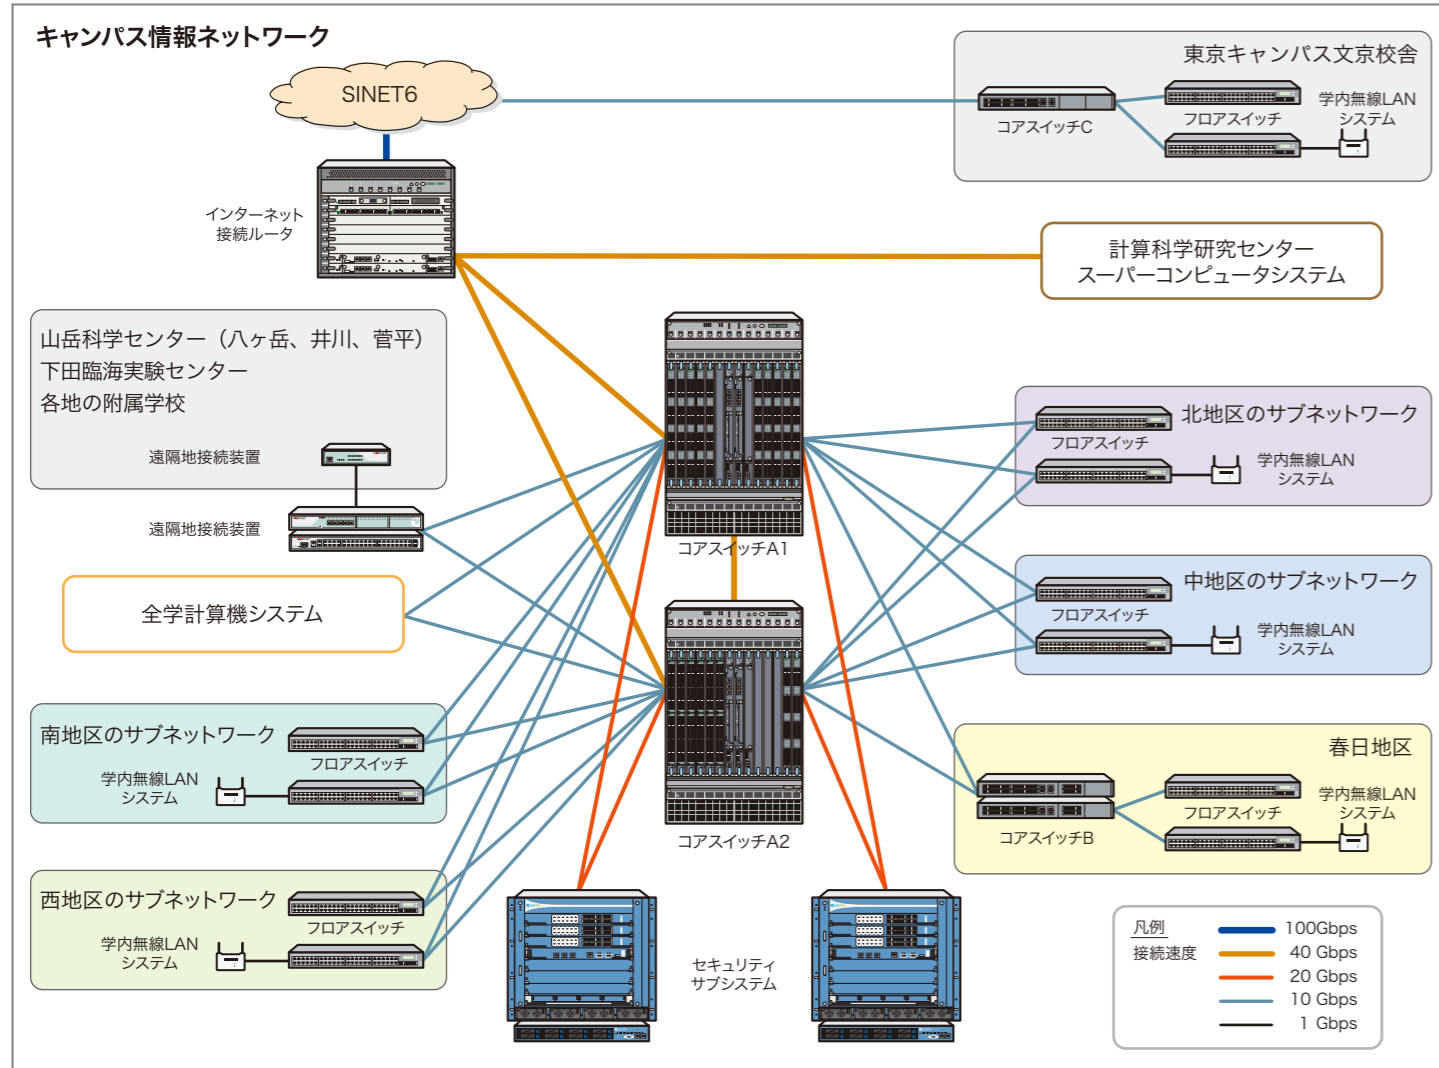 キャンパス情報ネットワーク
SINET6
東京キャンパス文京校舎
コアスイッチC
フロアスイッチ
学内無線LAN
システム
インターネット
接続ルータ
計算科学研究センター
スーパーコンピュータシステム
山岳科学センター（八ヶ岳、井川、菅平）
下田臨海実験センター
各地の附属学校
遠隔地接続装置
遠隔地接続装置
コアスイッチA1
北地区のサブネットワーク
フロアスイッチ
学内無線LAN
システム
全学計算機システム
中地区のサブネットワーク
フロアスイッチ
学内無線LAN
システム
南地区のサブネットワーク
フロアスイッチ
学内無線LAN
システム
コアスイッチA2
春日地区
コアスイッチB
フロアスイッチ
学内無線LAN
システム
西地区のサブネットワーク
フロアスイッチ
学内無線LAN
システム
セキュリティ
サブシステム
凡例
接続速度
100Gbps
40 Gbps
20 Gbps
10 Gbps
1 Gbps